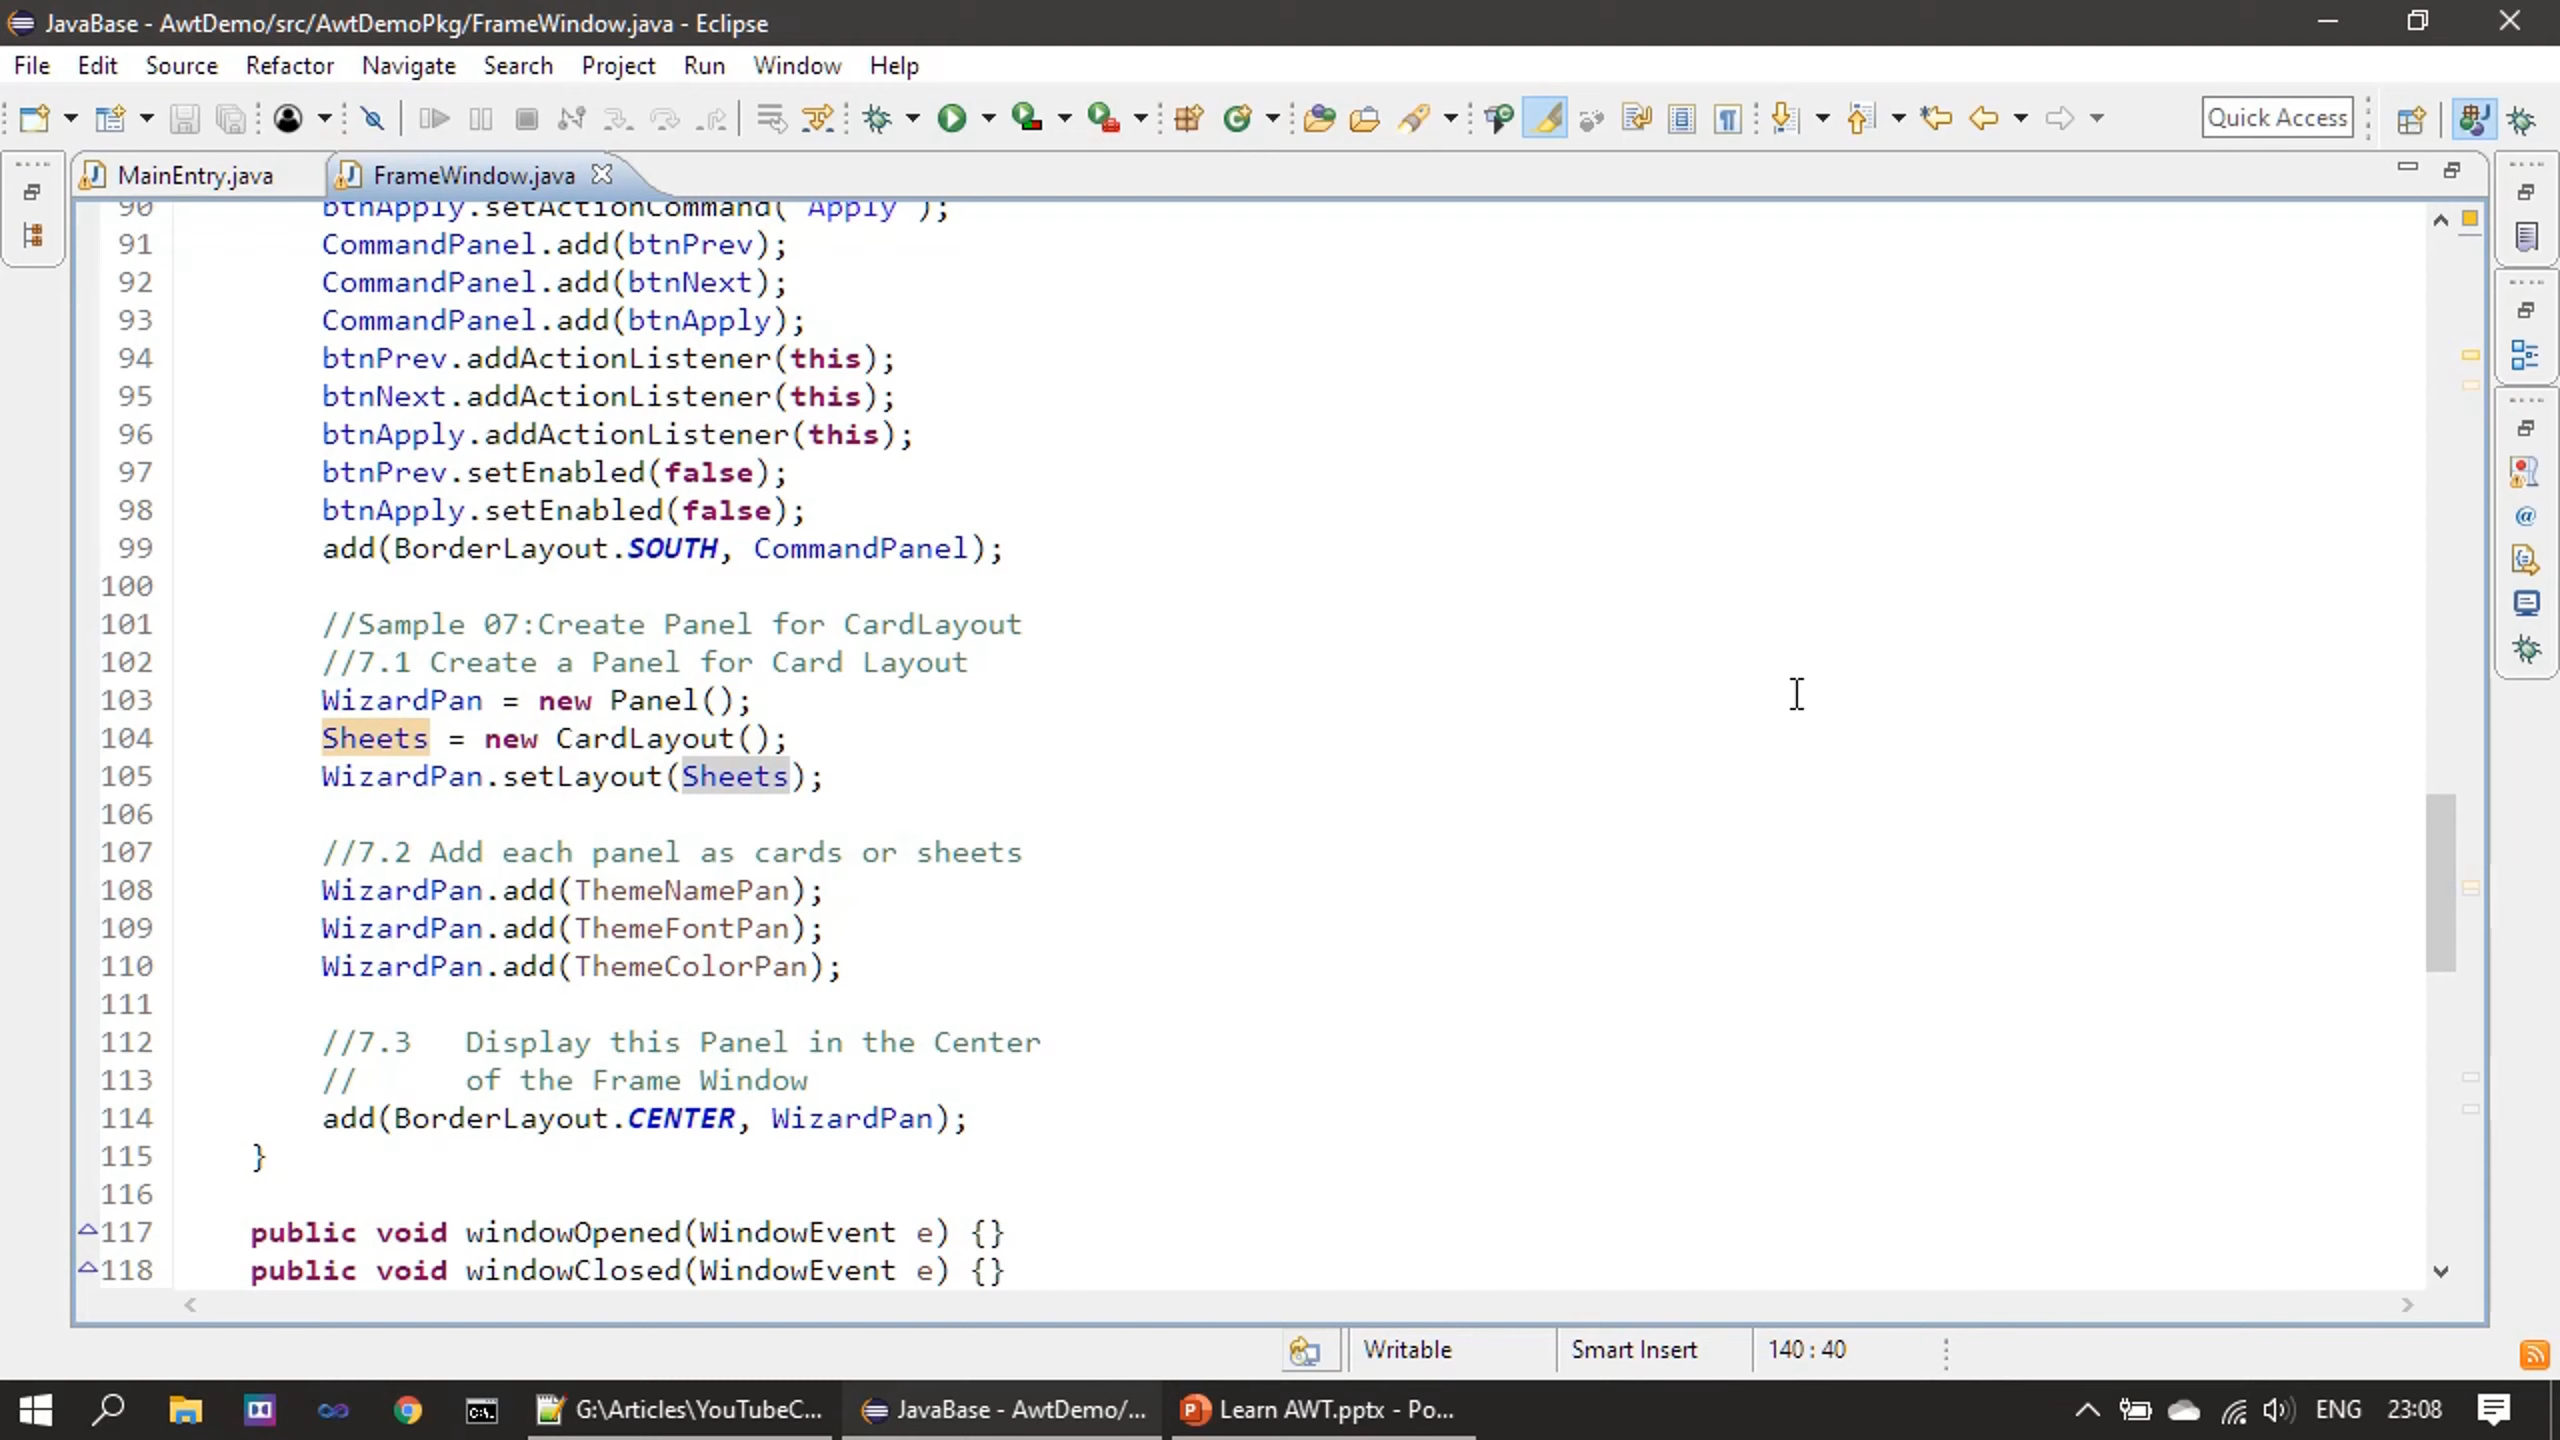 JavaBase - AwtDemo/src/AwtDemoPkg/FrameWindow.java - Eclipse
File Edit Source Refactor Navigate Search Project Run Window Help
Quick Access
MainEntry.java FrameWindow.java
90 btnApply.setActionCommand("Apply");
91 CommandPanel.add(btnPrev);
92 CommandPanel.add(btnNext);
93 CommandPanel.add(btnApply);
94 btnPrev.addActionListener(this);
95 btnNext.addActionListener(this);
96 btnApply.addActionListener(this);
97 btnPrev.setEnabled(false);
98 btnApply.setEnabled(false);
99 add(BorderLayout.SOUTH, CommandPanel);
100
101 //Sample 07:Create Panel for CardLayout
102 //7.1 Create a Panel for Card Layout
103 WizardPan = new Panel();
104 Sheets = new CardLayout();
105 WizardPan.setLayout(Sheets);
106
107 //7.2 Add each panel as cards or sheets
108 WizardPan.add(ThemeNamePan);
109 WizardPan.add(ThemeFontPan);
110 WizardPan.add(ThemeColorPan);
111
112 //7.3 Display this Panel in the Center
113 // of the Frame Window
114 add(BorderLayout.CENTER, WizardPan);
115 }
116
117 public void windowOpened(WindowEvent e) {}
118 public void windowClosed(WindowEvent e) {}
Writable Smart Insert 140 : 40
G:\Articles\YouTubeC... JavaBase - AwtDemo/... Learn AWT.pptx - Po... ENG 23:08